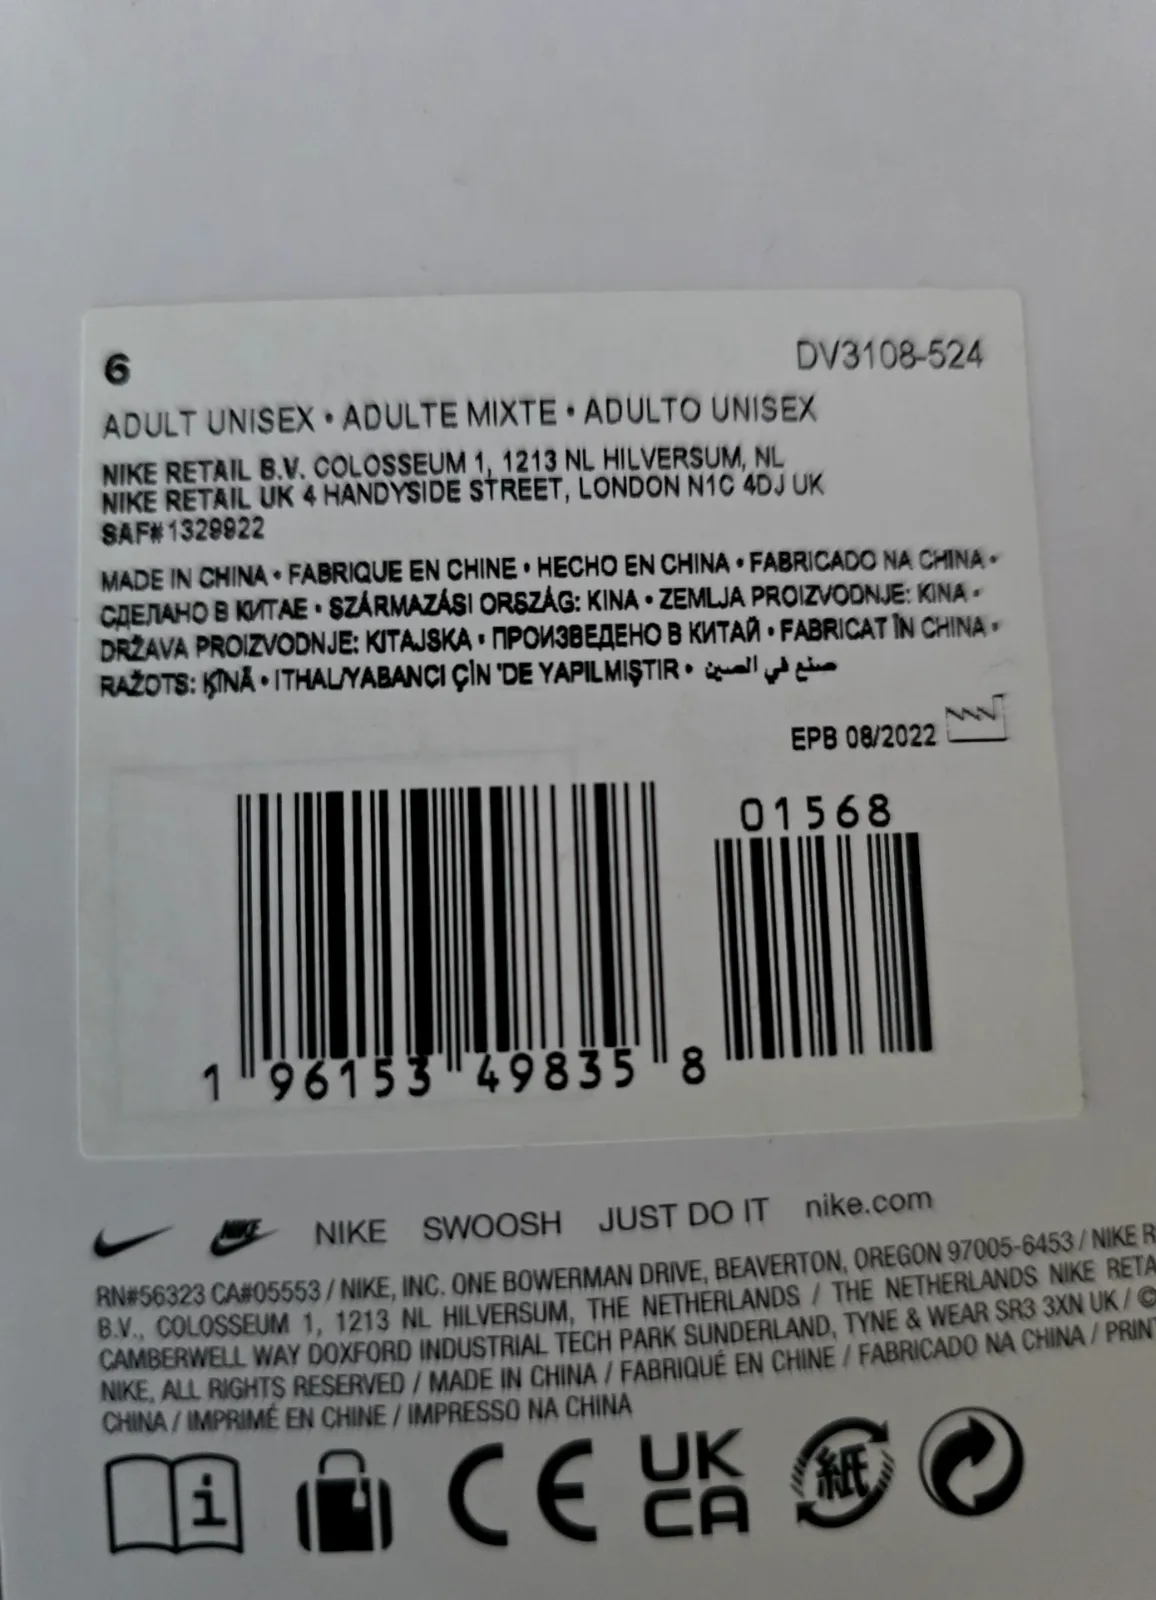 6 DV3108-524
ADULT UNISEX • ADULTE MIXTE • ADULTO UNISEX
NIKE RETAIL B.V. COLOSSEUM 1, 1213 NL HILVERSUM, NL
NIKE RETAIL UK 4 HANDYSIDE STREET, LONDON N1C 4DJ UK
SAF#1329922
MADE IN CHINA • FABRIQUE EN CHINE • HECHO EN CHINA • FABRICADO NA CHINA •
СДЕЛАНО В КИТАЕ • SZÁRMAZÁSI ORSZÁG: KINA • ZEMLJA PROIZVODNJE: KINA •
DRŽAVA PROIZVODNJE: KITAJSKA • ПРОИЗВЕДЕНО В КИТАЙ • FABRICAT ÎN CHINA •
RAŽOTS: ĶĪNĀ • ITHAL/YABANCI ÇİN 'DE YAPILMIŞTIR • صنع في الصين
EPB 08/2022
01568
1 96153 49835 8
NIKE NIKE SWOOSH JUST DO IT nike.com
RN#56323 CA#05553 / NIKE, INC. ONE BOWERMAN DRIVE, BEAVERTON, OREGON 97005-6453 / NIKE R
B.V., COLOSSEUM 1, 1213 NL HILVERSUM, THE NETHERLANDS / THE NETHERLANDS NIKE RETA
CAMBERWELL WAY DOXFORD INDUSTRIAL TECH PARK SUNDERLAND, TYNE & WEAR SR3 3XN UK / ©
NIKE, ALL RIGHTS RESERVED / MADE IN CHINA / FABRIQUÉ EN CHINE / FABRICADO NA CHINA / PRINT
CHINA / IMPRIMÉ EN CHINE / IMPRESSO NA CHINA
i CE UK CA 紙